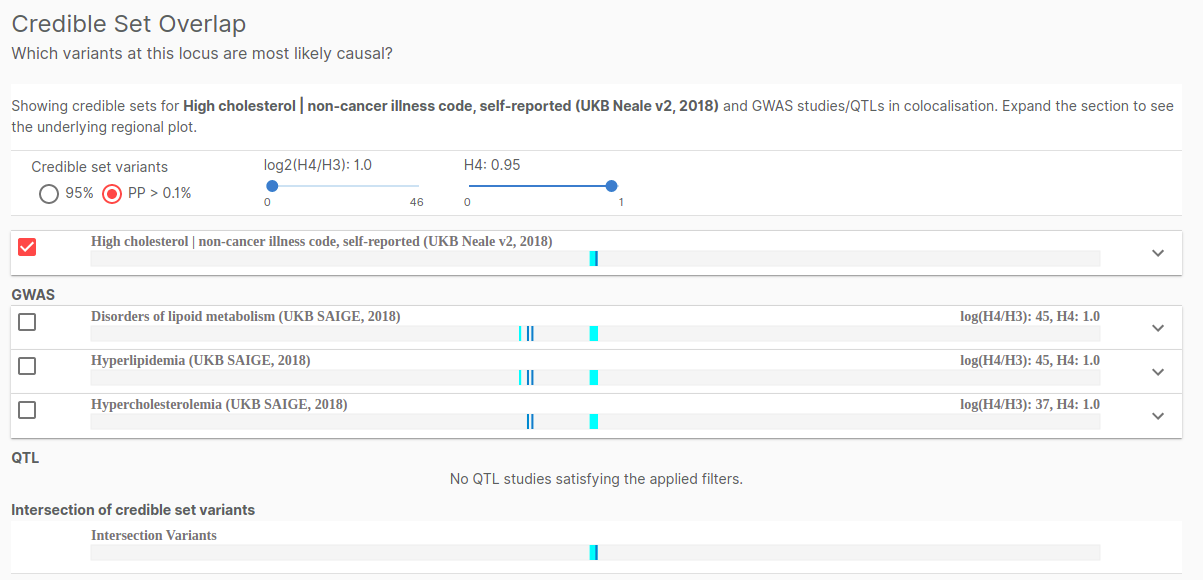 Credible Set Overlap
Which variants at this locus are most likely causal?
Showing credible sets for High cholesterol | non-cancer illness code, self-reported (UKB Neale v2, 2018) and GWAS studies/QTLs in colocalisation. Expand the section to see
the underlying regional plot.
Credible set variants
95% PP > 0.1%
log2(H4/H3): 1.0
0 46
H4: 0.95
0 1
High cholesterol | non-cancer illness code, self-reported (UKB Neale v2, 2018)
GWAS
Disorders of lipoid metabolism (UKB SAIGE, 2018) log(H4/H3): 45, H4: 1.0
Hyperlipidemia (UKB SAIGE, 2018) log(H4/H3): 45, H4: 1.0
Hypercholesterolemia (UKB SAIGE, 2018) log(H4/H3): 37, H4: 1.0
QTL
No QTL studies satisfying the applied filters.
Intersection of credible set variants
Intersection Variants